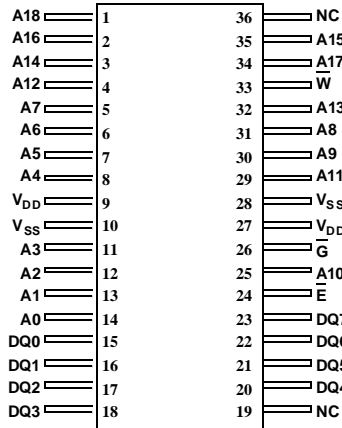 A18 1 36 NC
A16 2 35 A15
A14 3 34 A17
A12 4 33 W
A7 5 32 A13
A6 6 31 A8
A5 7 30 A9
A4 8 29 A11
VDD 9 28 VSS
VSS 10 27 VDD
A3 11 26 G
A2 12 25 A10
A1 13 24 E
A0 14 23 DQ7
DQ0 15 22 DQ6
DQ1 16 21 DQ5
DQ2 17 20 DQ4
DQ3 18 19 NC